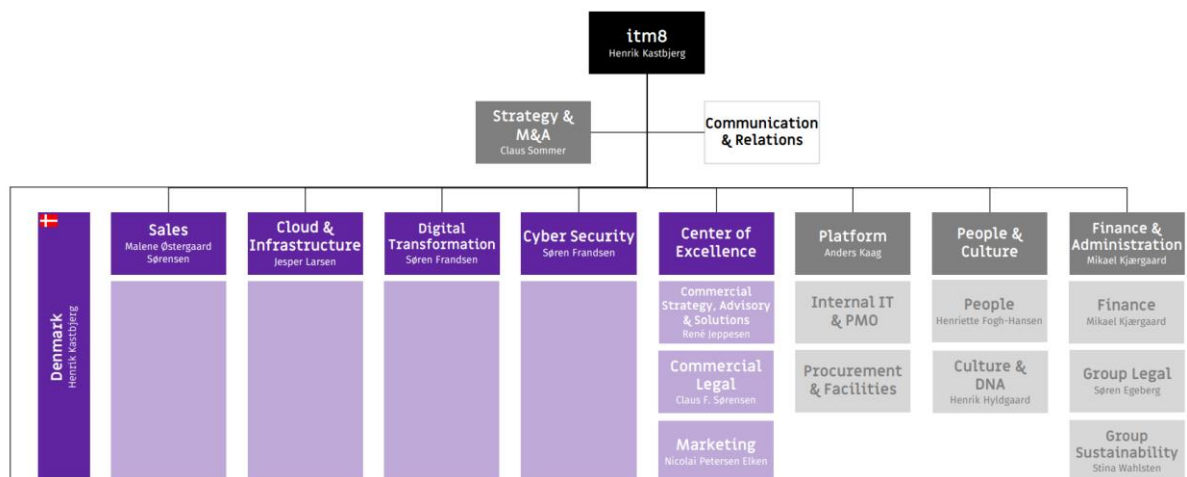 itm8
Henrik Kastbjerg
Strategy &
M&A
Claus Sommer
Communication
& Relations
Denmark
Henrik Kastbjerg
Sales
Malene Østergaard
Sørensen
Cloud &
Infrastructure
Jesper Larsen
Digital
Transformation
Søren Frandsen
Cyber Security
Søren Frandsen
Center of
Excellence
Commercial
Strategy, Advisory
& Solutions
René Jeppesen
Commercial
Legal
Claus F. Sørensen
Marketing
Nicolai Petersen Elken
Platform
Anders Kaag
Internal IT
& PMO
Procurement
& Facilities
People &
Culture
People
Henriette Fogh-Hansen
Culture &
DNA
Henrik Hyldgaard
Finance &
Administration
Mikael Kjærgaard
Finance
Mikael Kjærgaard
Group Legal
Søren Egeberg
Group
Sustainability
Stina Wahlsten